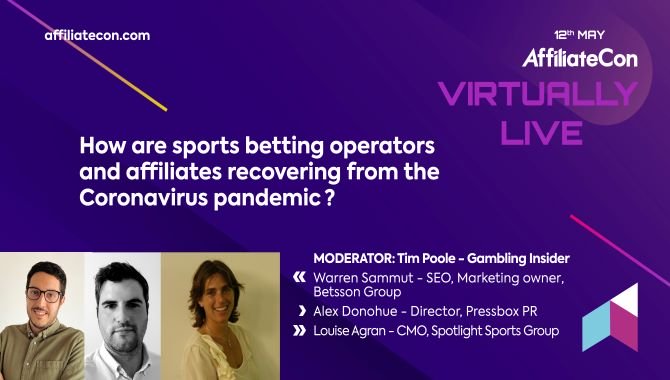 affiliatecon.com
12th MAY
AffiliateCon
VIRTUALLY
LIVE
How are sports betting operators
and affiliates recovering from the
Coronavirus pandemic ?
MODERATOR: Tim Poole - Gambling Insider
« Warren Sammut - SEO, Marketing owner,
Betsson Group
› Alex Donohue - Director, Pressbox PR
» Louise Agran - CMO, Spotlight Sports Group